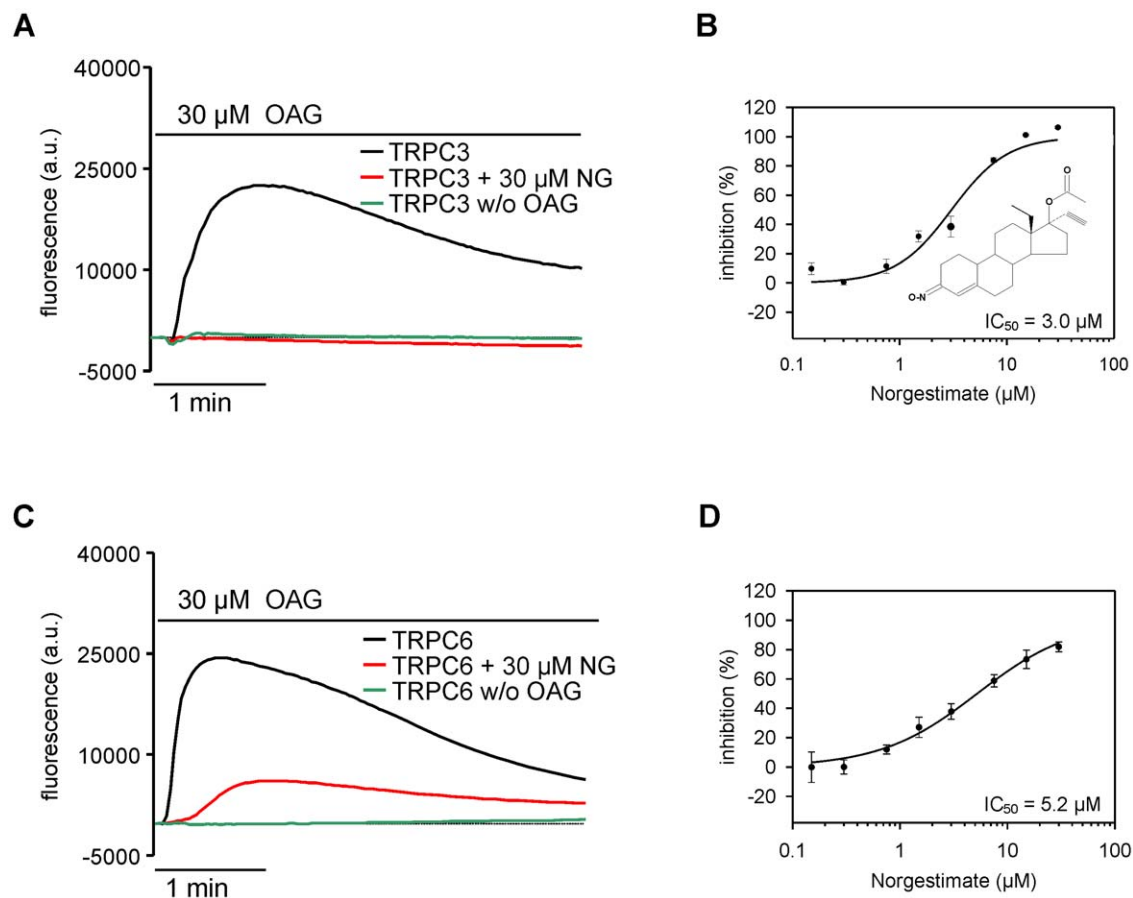 A
40000
30 µM OAG
TRPC3
TRPC3 + 30 µM NG
TRPC3 w/o OAG
25000
10000
-5000
fluorescence (a.u.)
1 min
B
120
100
80
60
40
20
0
-20
inhibition (%)
O
O
O-N
IC50 = 3.0 µM
0.1
1
10
100
Norgestimate (µM)
C
40000
30 µM OAG
TRPC6
TRPC6 + 30 µM NG
TRPC6 w/o OAG
25000
10000
-5000
fluorescence (a.u.)
1 min
D
120
100
80
60
40
20
0
-20
inhibition (%)
IC50 = 5.2 µM
0.1
1
10
100
Norgestimate (µM)